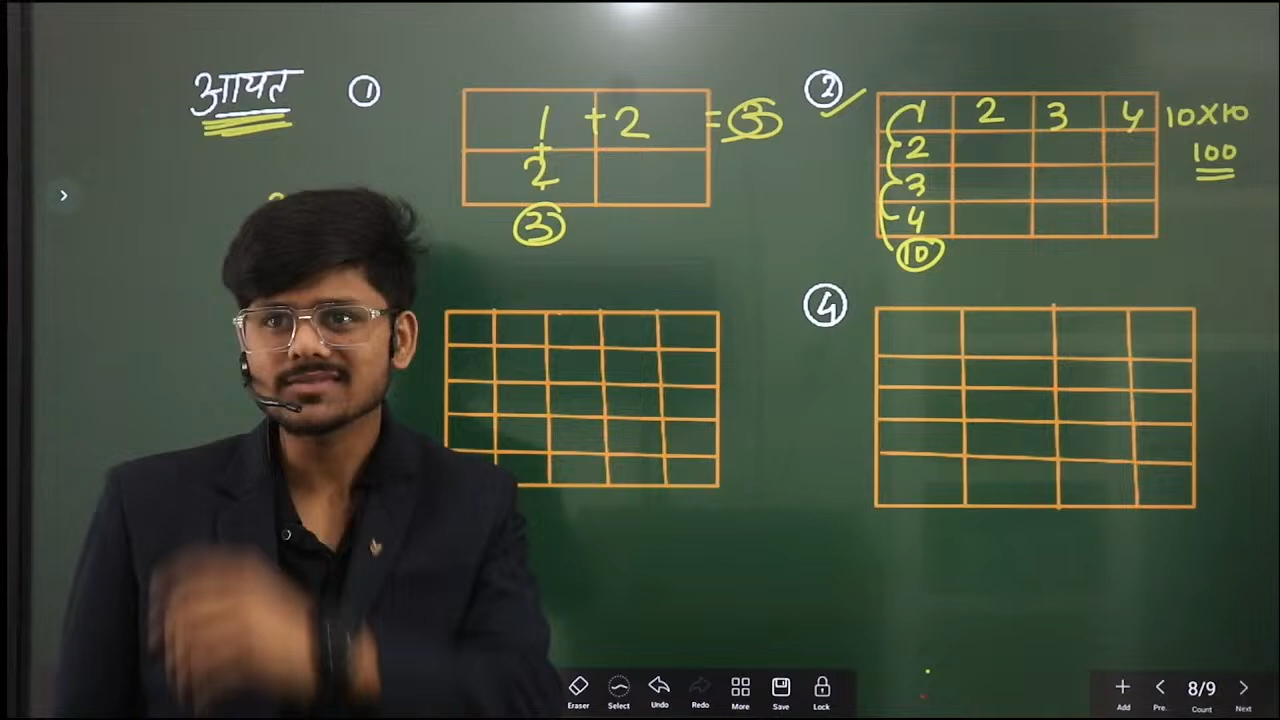 आयत ①
1 + 2 = 3
+
2
3
② 1 2 3 4 10×10
2 100
3
4
10
④
Eraser Select Undo Redo More Save Lock
Add Pre. 8/9 Count Next